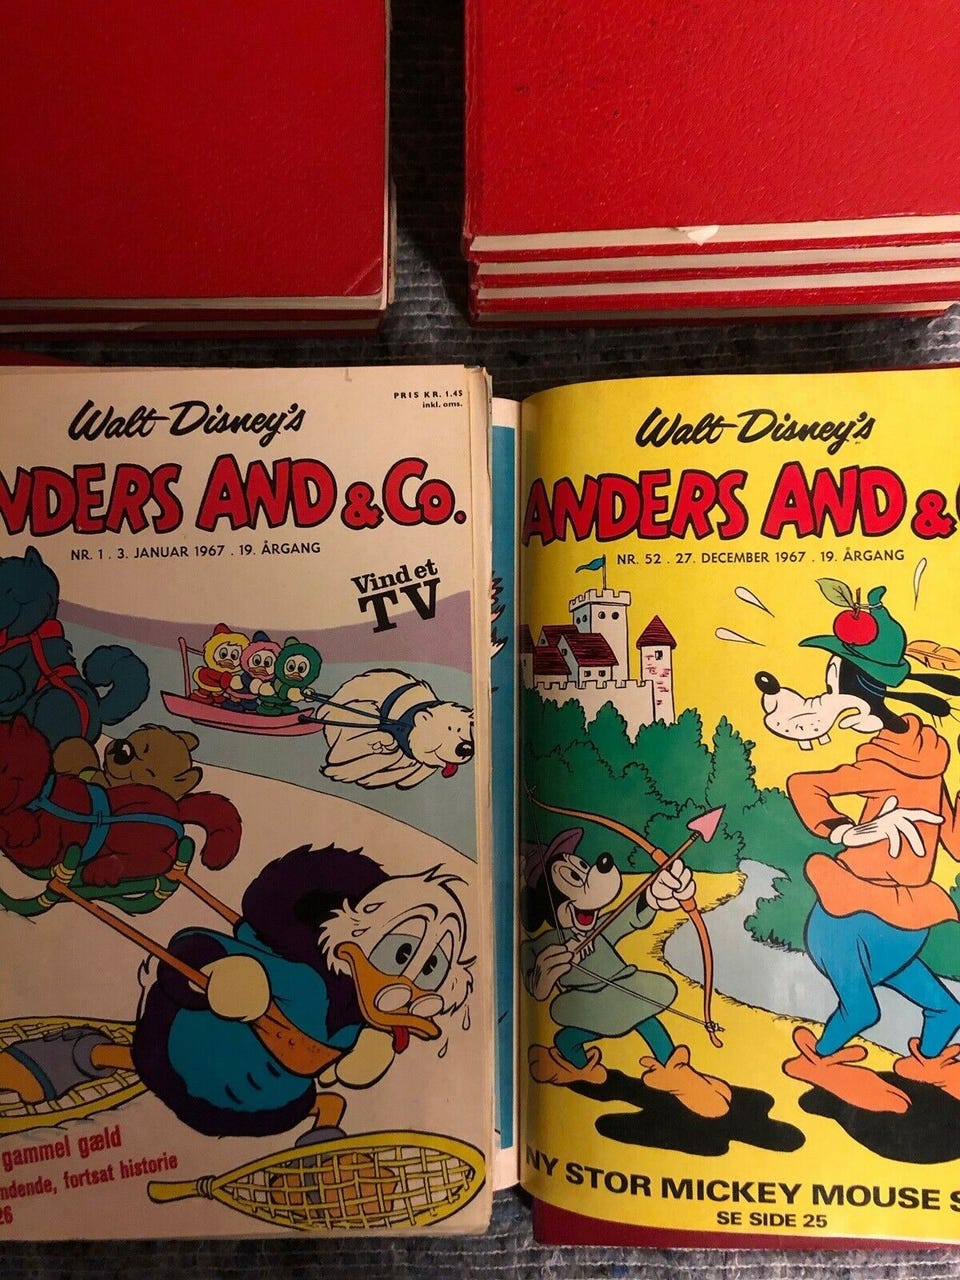 Walt Disney's
NDERS AND & Co.
PRIS KR. 1.45
inkl. oms.
NR. 1 . 3. JANUAR 1967 . 19. ÅRGANG
Vind et
TV
gammel gæld
ndende, fortsat historie
26
Walt Disney's
ANDERS AND &
NR. 52 . 27. DECEMBER 1967 . 19. ÅRGANG
NY STOR MICKEY MOUSE S
SE SIDE 25